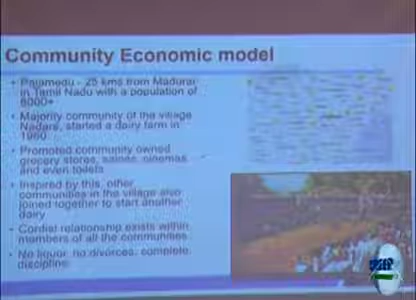 Community Economic model
• Palamedu - 25 kms from Madurai
in Tamil Nadu with a population of
8000+
• Majority community of the village
Nadars, started a dairy farm in
1960
• Promoted community owned
grocery stores, saloons, cinemas
and even toilets
• Inspired by this, other
communities in the village also
joined together to start another
dairy
• Cordial relationship exists within
members of all the communities
• No liquor, no divorces, complete
discipline